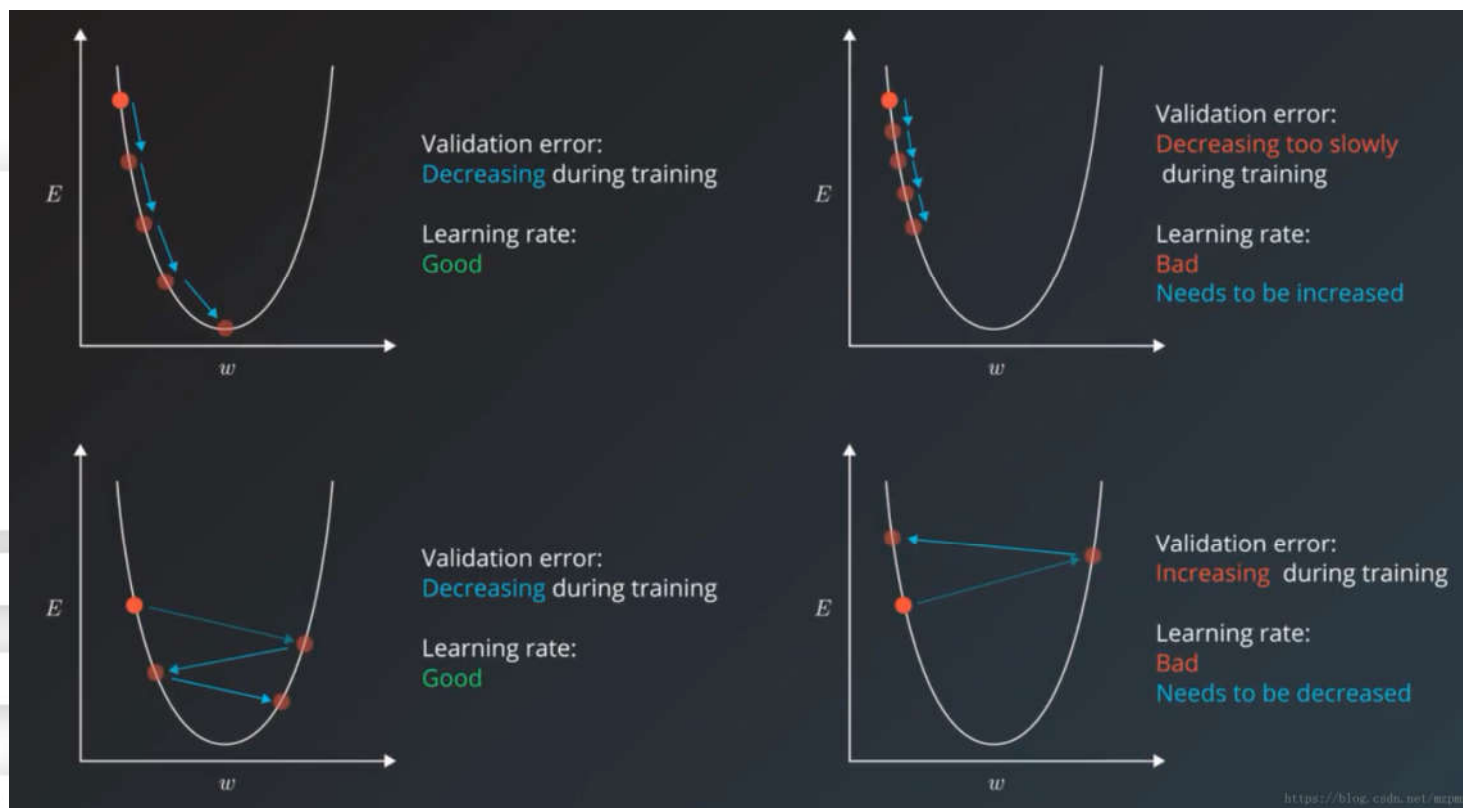 E
w
Validation error:
Decreasing during training
Learning rate:
Good
E
w
Validation error:
Decreasing too slowly
during training
Learning rate:
Bad
Needs to be increased
E
w
Validation error:
Decreasing during training
Learning rate:
Good
E
w
Validation error:
Increasing during training
Learning rate:
Bad
Needs to be decreased